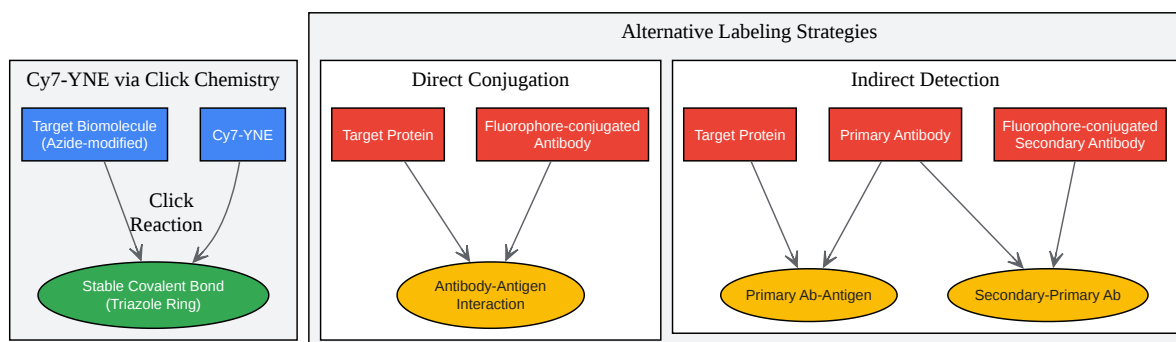 Alternative Labeling Strategies
Cy7-YNE via Click Chemistry
Target Biomolecule
(Azide-modified)
Cy7-YNE
Click
Reaction
Stable Covalent Bond
(Triazole Ring)
Direct Conjugation
Target Protein
Fluorophore-conjugated
Antibody
Antibody-Antigen
Interaction
Indirect Detection
Target Protein
Primary Antibody
Fluorophore-conjugated
Secondary Antibody
Primary Ab-Antigen
Secondary-Primary Ab